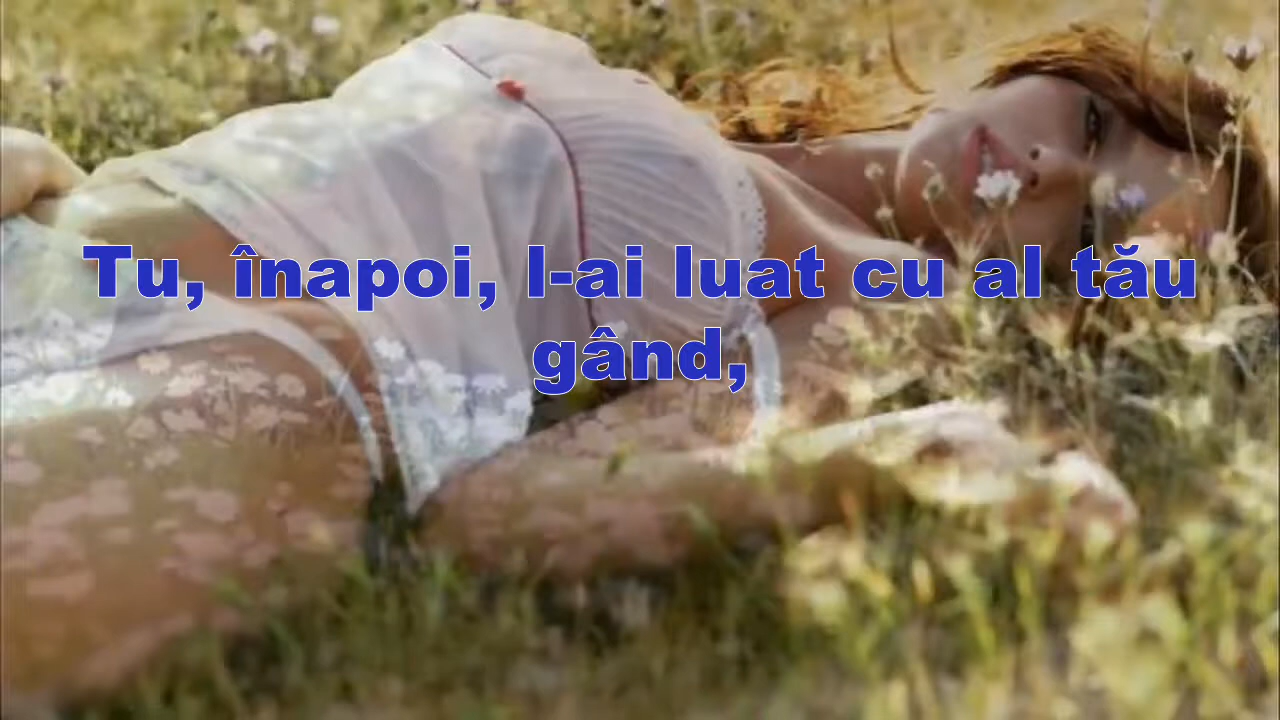 Tu, înapoi, l-ai luat cu al tău
gând,